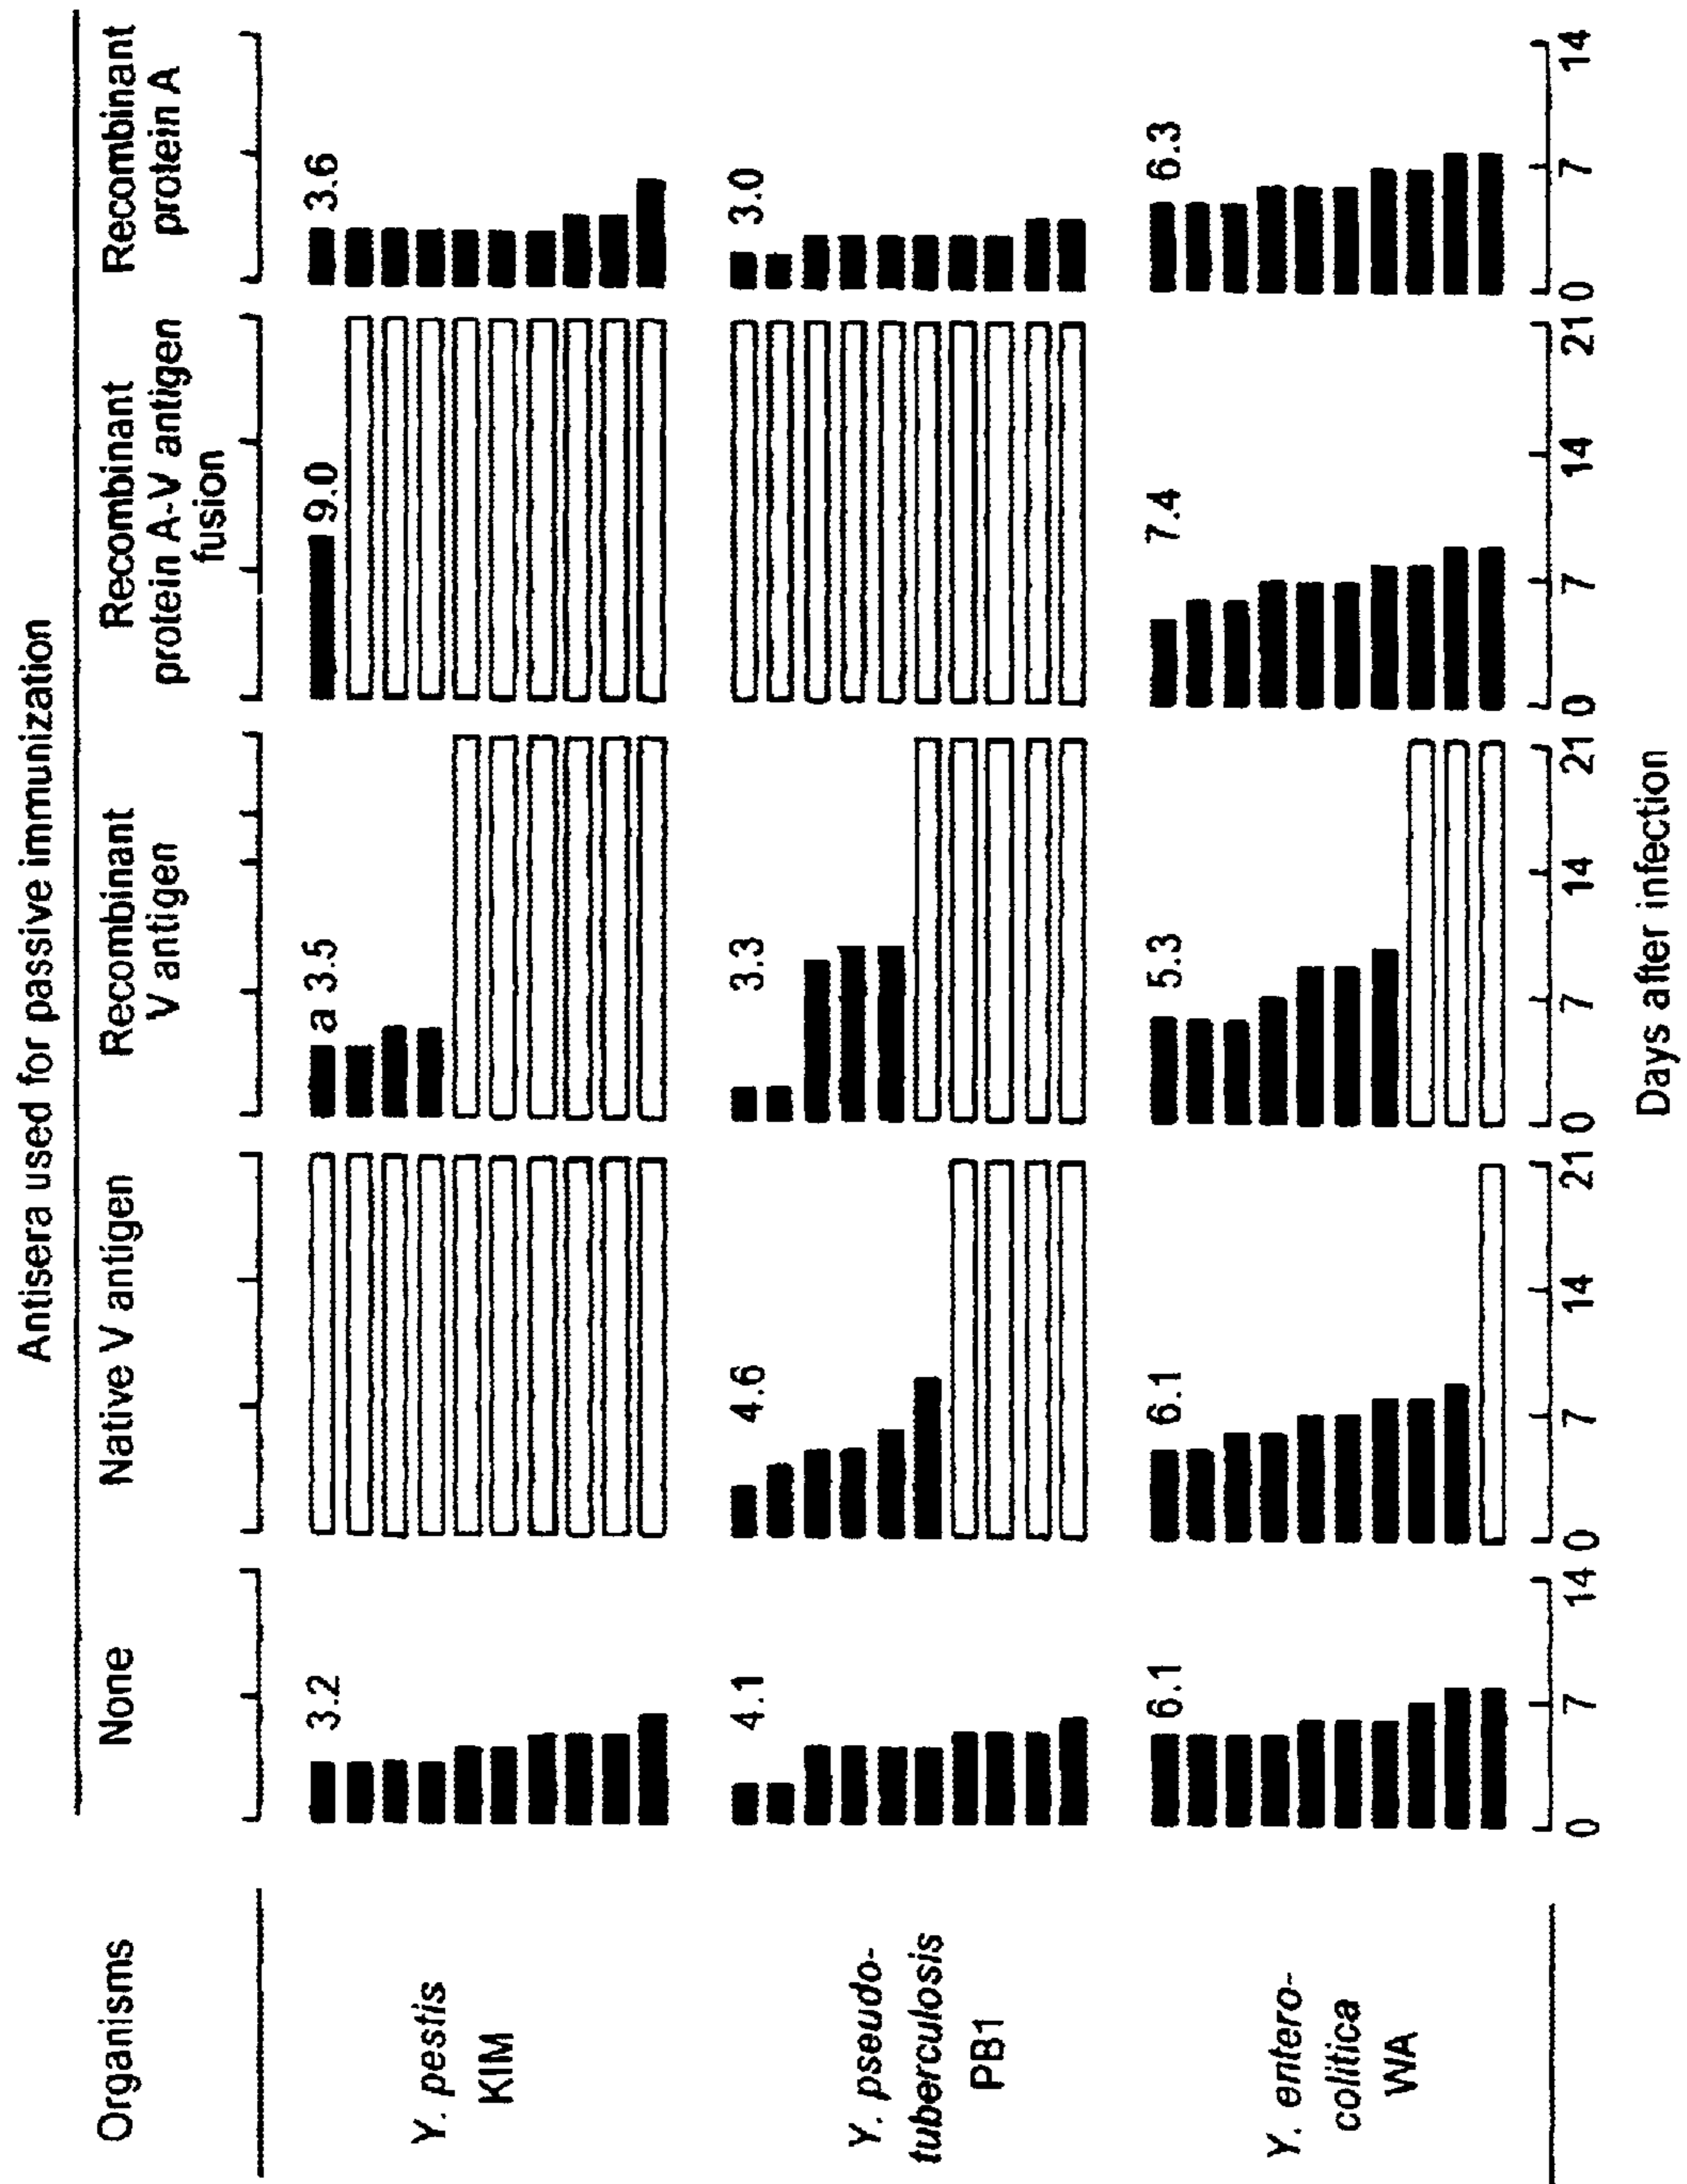 Antisera used for passive immunization
Organisms
None
Native V antigen
Recombinant
V antigen
Recombinant
protein A-V antigen
fusion
Recombinant
protein A
Y. pestis
KIM
3.2
a 3.5
9.0
3.6
Y. pseudo-
tuberculosis
PB1
4.1
4.6
3.3
3.0
Y. entero-
colitica
WA
6.1
6.1
5.3
7.4
6.3
0 7 14
0 7 14 21
0 7 14 21
0 7 14 21
0 7 14
Days after infection